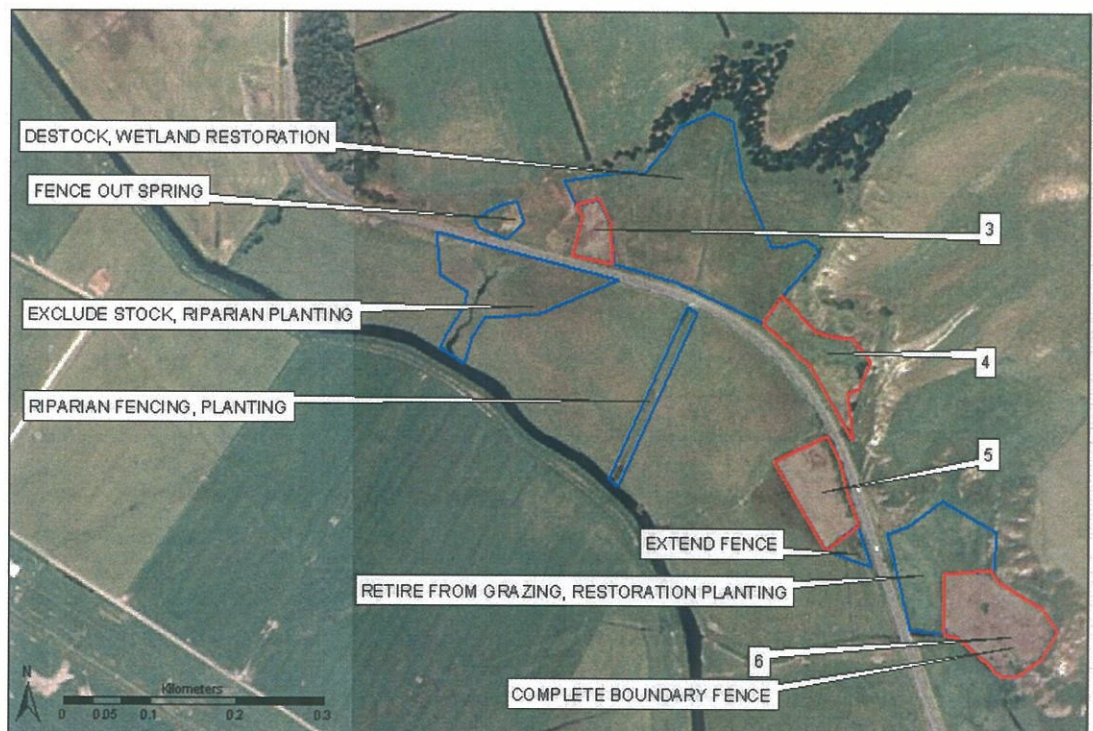 DESTOCK, WETLAND RESTORATION
FENCE OUT SPRING
3
EXCLUDE STOCK, RIPARIAN PLANTING
4
RIPARIAN FENCING, PLANTING
5
EXTEND FENCE
RETIRE FROM GRAZING, RESTORATION PLANTING
6
COMPLETE BOUNDARY FENCE
N
Kilometers
0 0.05 0.1 0.2 0.3